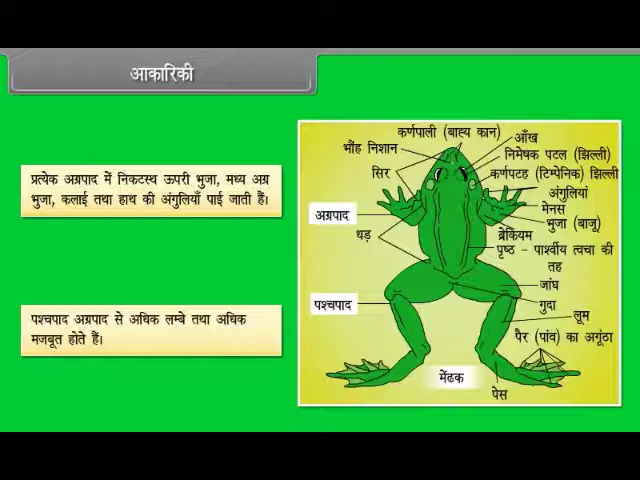 आकारिकी
प्रत्येक अग्रपाद में निकटस्थ ऊपरी भुजा, मध्य अग्र
भुजा, कलाई तथा हाथ की अंगुलियाँ पाई जाती हैं।
पश्चपाद अग्रपाद से अधिक लम्बे तथा अधिक
मजबूत होते हैं।
कर्णपाली (बाह्य कान)
आँख
भौंह निशान
निमेषक पटल (झिल्ली)
सिर
कर्णपटह (टिम्पेनिक) झिल्ली
अंगुलियां
मेनस
अग्रपाद
भुजा (बाजू)
धड़
ब्रेकियम
पृष्ठ - पार्श्वीय त्वचा की
तह
जांघ
पश्चपाद
गुदा
लूम
पैर (पांव) का अगूंठा
मेंढक
पेस